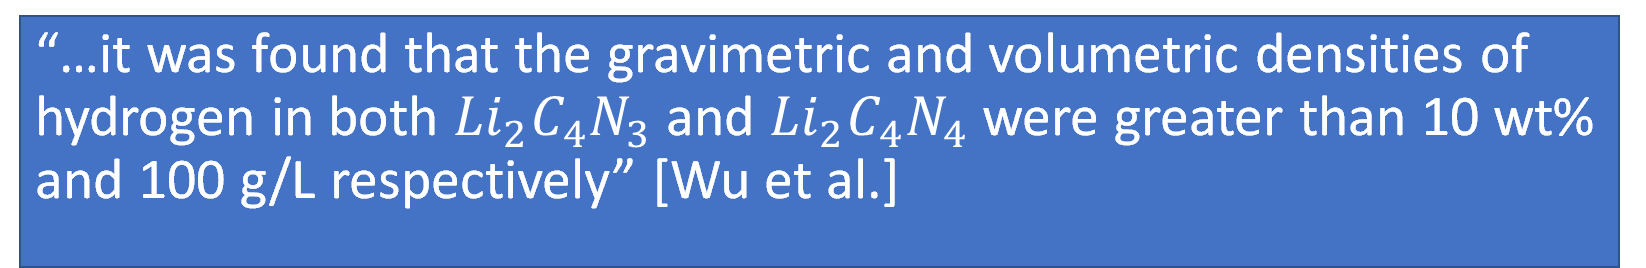 “…it was found that the gravimetric and volumetric densities of
hydrogen in both Li₂C₄N₃ and Li₂C₄N₄ were greater than 10 wt%
and 100 g/L respectively” [Wu et al.]